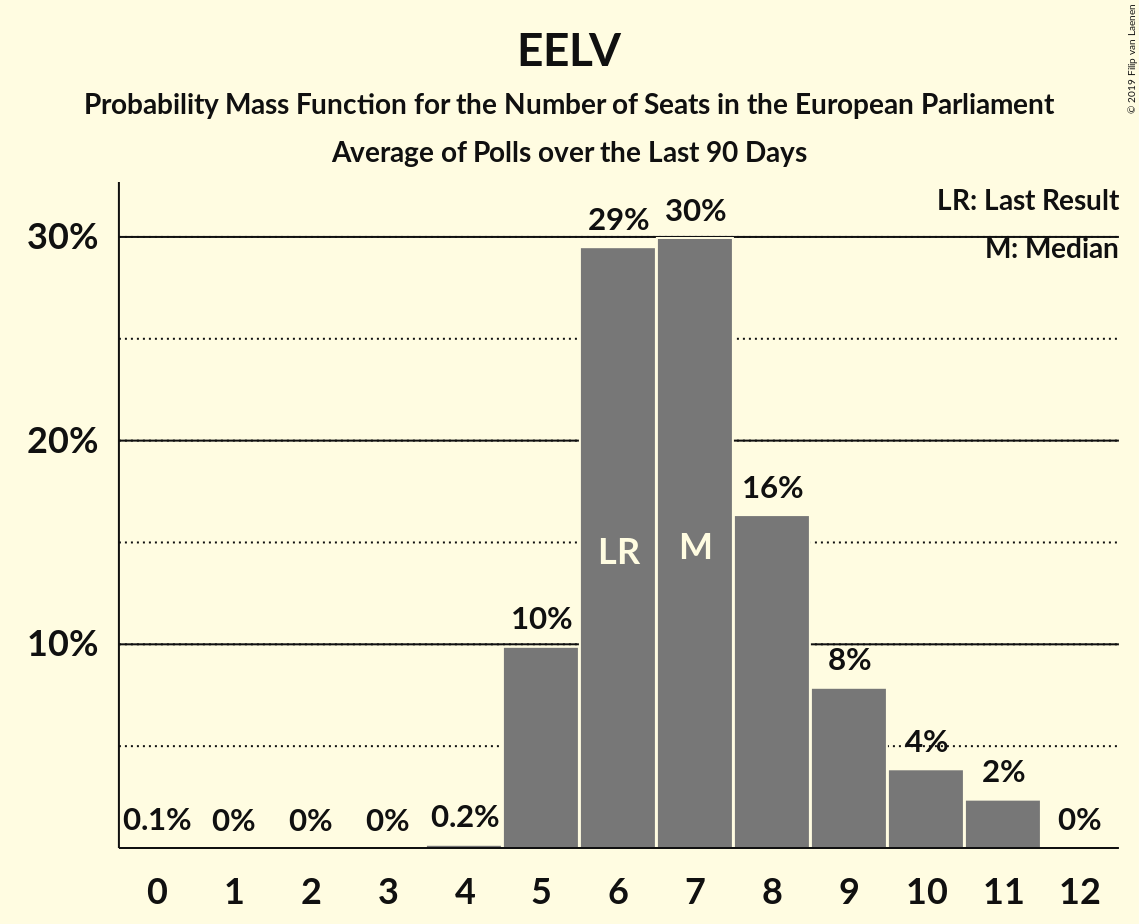 EELV
Probability Mass Function for the Number of Seats in the European Parliament
Average of Polls over the Last 90 Days
© 2019 Filip van Laenen
LR: Last Result
M: Median
30%
20%
10%
0.1%
0%
0%
0%
0.2%
10%
29%
30%
16%
8%
4%
2%
0%
LR
M
0 1 2 3 4 5 6 7 8 9 10 11 12